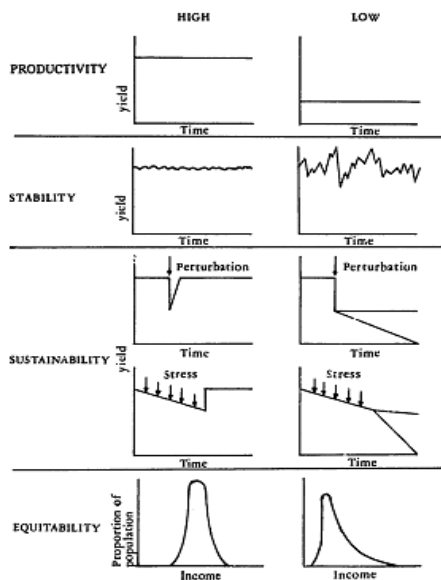 HIGH LOW
PRODUCTIVITY
yield
Time Time
STABILITY
yield
Time Time
Perturbation Perturbation
Time Time
SUSTAINABILITY
yield
Stress Stress
Time Time
EQUITABILITY
Proportion of
population
Income Income